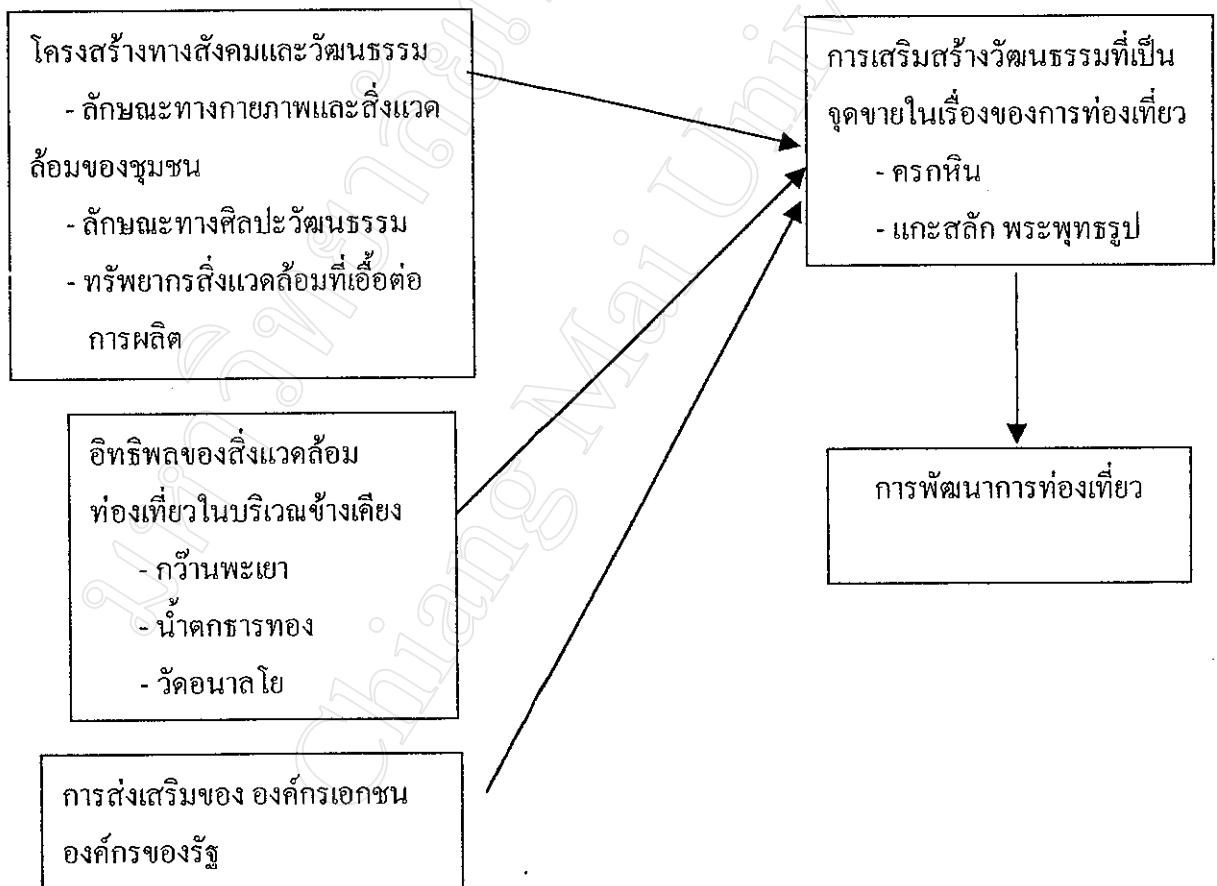 โครงสร้างทางสังคมและวัฒนธรรม
- ลักษณะทางกายภาพและสิ่งแวด
ล้อมของชุมชน
- ลักษณะทางศิลปะวัฒนธรรม
- ทรัพยากรสิ่งแวดล้อมที่เอื้อต่อ
การผลิต
อิทธิพลของสิ่งแวดล้อม
ท่องเที่ยวในบริเวณข้างเคียง
- กว๊านพะเยา
- น้ำตกธารทอง
- วัดอนาลโย
การส่งเสริมของ องค์กรเอกชน
องค์กรของรัฐ
การเสริมสร้างวัฒนธรรมที่เป็น
จุดขายในเรื่องของการท่องเที่ยว
- ครกหิน
- แกะสลัก พระพุทธรูป
การพัฒนาการท่องเที่ยว
Chiang Mai Univ